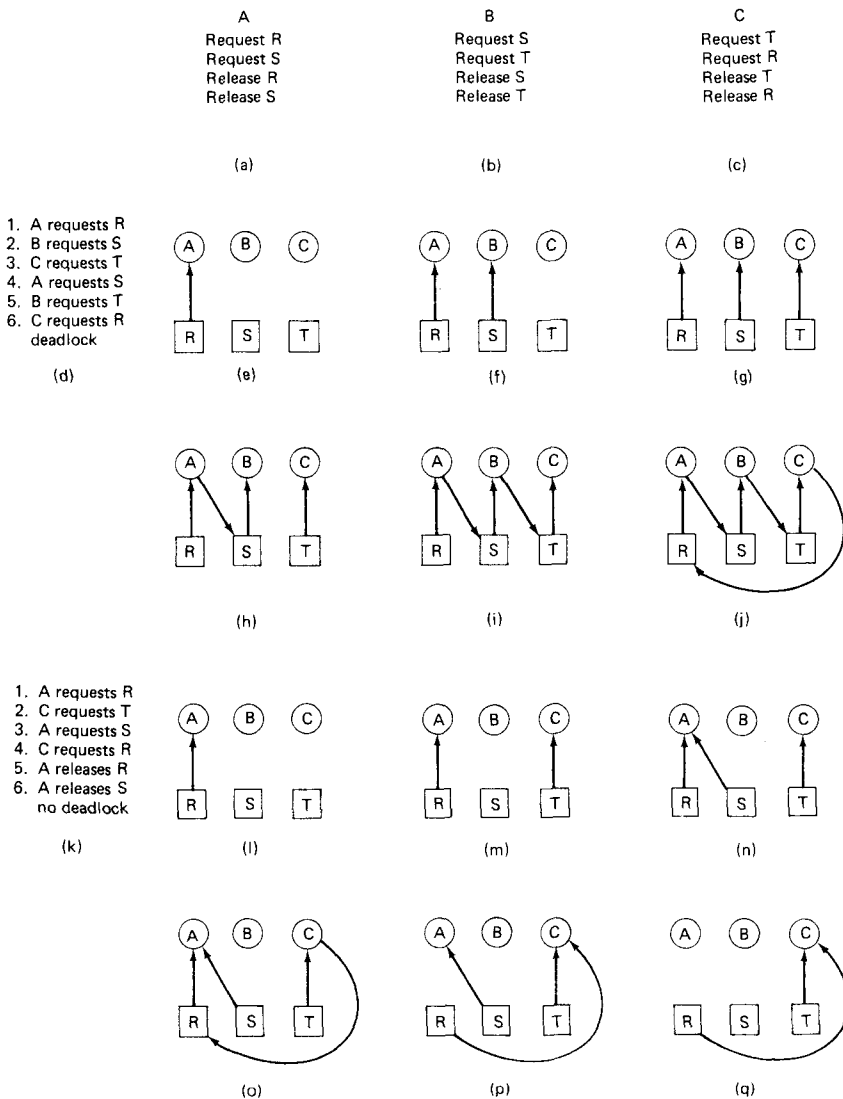 A B C
Request R Request S Request T
Request S Request T Request R
Release R Release S Release T
Release S Release T Release R
(a) (b) (c)
1. A requests R
2. B requests S
3. C requests T
4. A requests S
5. B requests T
6. C requests R
deadlock
(d)
A B C
R S T
(e)
A B C
R S T
(f)
A B C
R S T
(g)
A B C
R S T
(h)
A B C
R S T
(i)
A B C
R S T
(j)
1. A requests R
2. C requests T
3. A requests S
4. C requests R
5. A releases R
6. A releases S
no deadlock
(k)
A B C
R S T
(l)
A B C
R S T
(m)
A B C
R S T
(n)
A B C
R S T
(o)
A B C
R S T
(p)
A B C
R S T
(q)